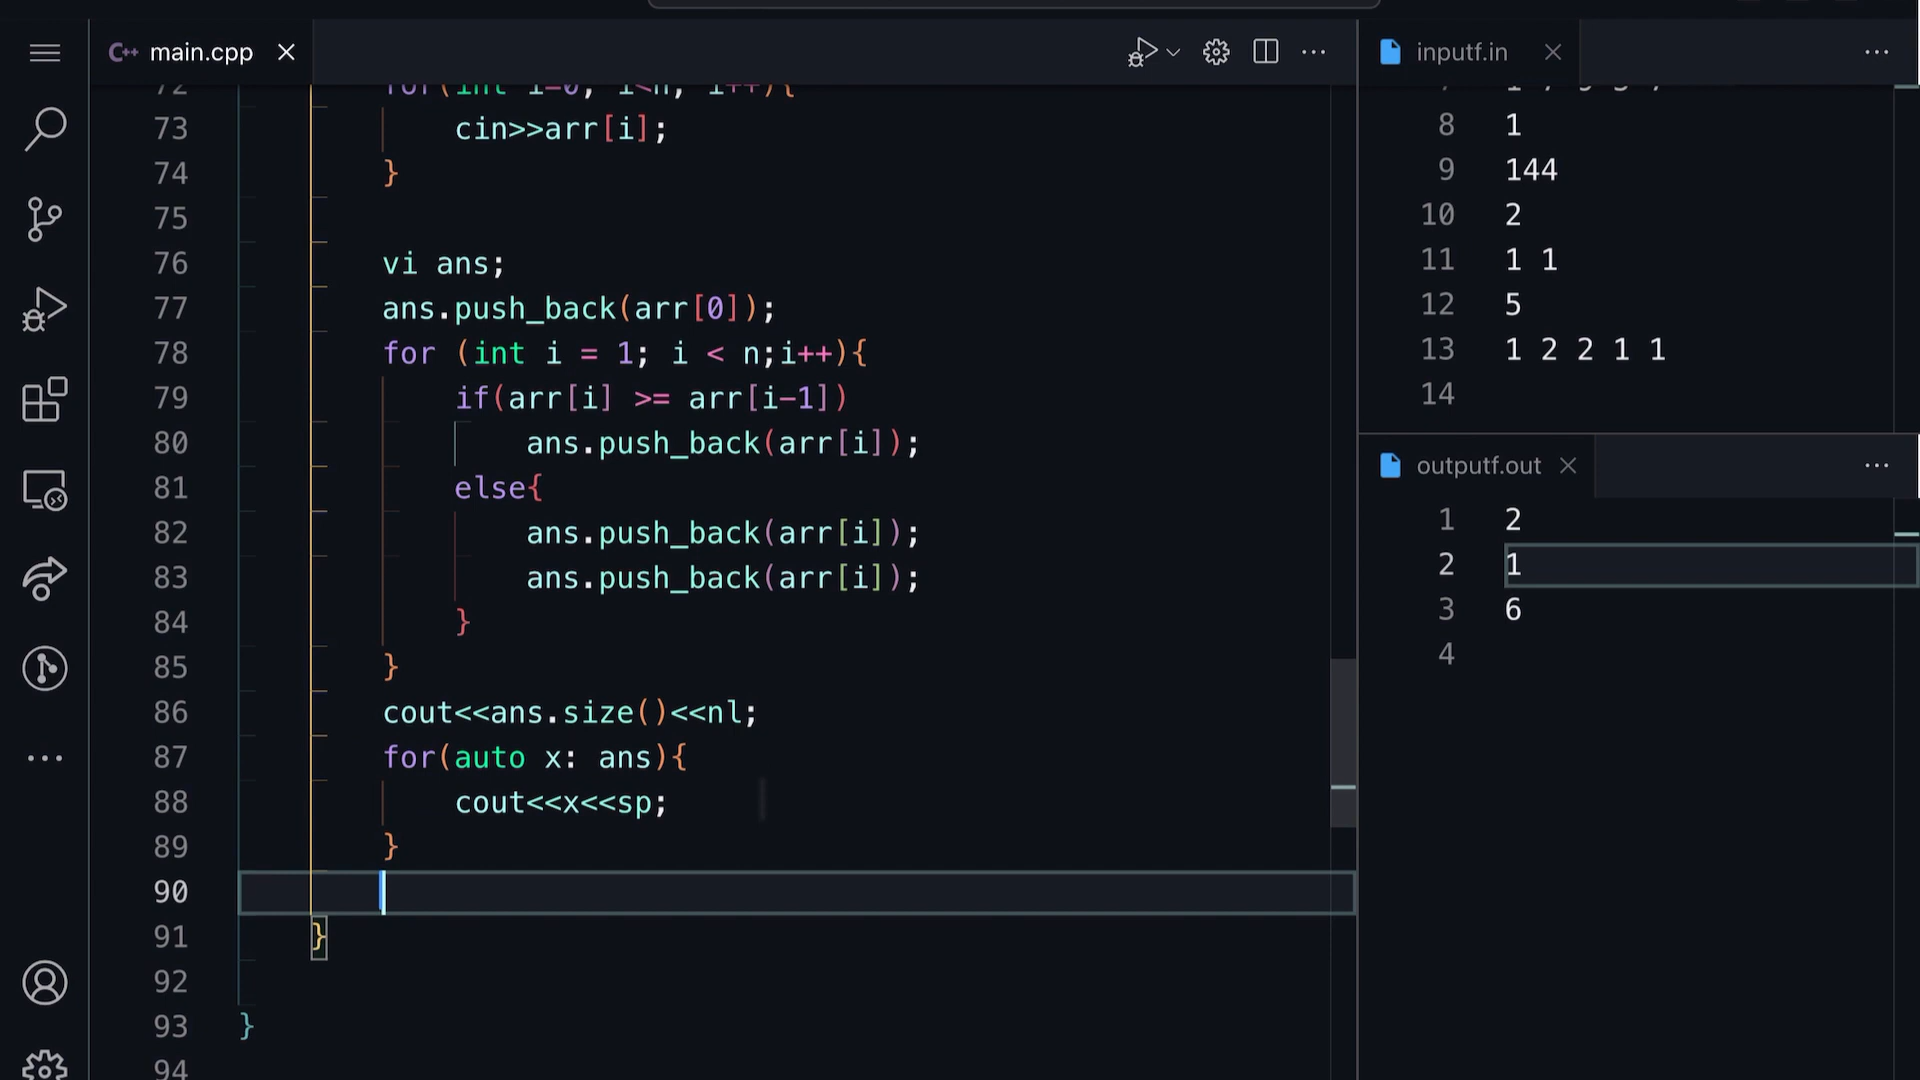 main.cpp
72 for(int i=0; i<n; i++){
73 cin>>arr[i];
74 }
75
76 vi ans;
77 ans.push_back(arr[0]);
78 for (int i = 1; i < n;i++){
79 if(arr[i] >= arr[i-1])
80 ans.push_back(arr[i]);
81 else{
82 ans.push_back(arr[i]);
83 ans.push_back(arr[i]);
84 }
85 }
86 cout<<ans.size()<<nl;
87 for(auto x: ans){
88 cout<<x<<sp;
89 }
90
91 }
92
93 }
94
inputf.in
8 1
9 144
10 2
11 1 1
12 5
13 1 2 2 1 1
14
outputf.out
1 2
2 1
3 6
4